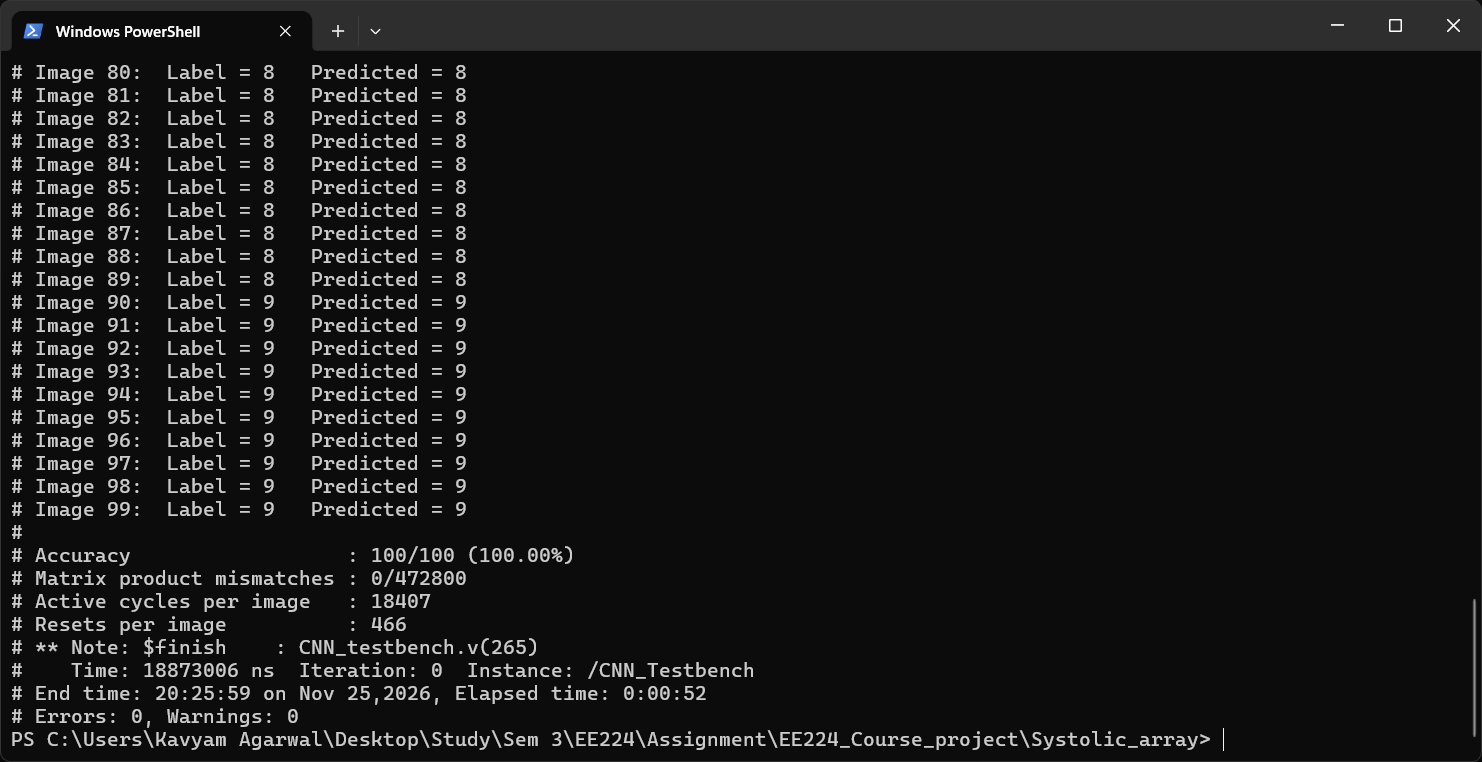 Windows PowerShell
# Image 80:  Label = 8   Predicted = 8
# Image 81:  Label = 8   Predicted = 8
# Image 82:  Label = 8   Predicted = 8
# Image 83:  Label = 8   Predicted = 8
# Image 84:  Label = 8   Predicted = 8
# Image 85:  Label = 8   Predicted = 8
# Image 86:  Label = 8   Predicted = 8
# Image 87:  Label = 8   Predicted = 8
# Image 88:  Label = 8   Predicted = 8
# Image 89:  Label = 8   Predicted = 8
# Image 90:  Label = 9   Predicted = 9
# Image 91:  Label = 9   Predicted = 9
# Image 92:  Label = 9   Predicted = 9
# Image 93:  Label = 9   Predicted = 9
# Image 94:  Label = 9   Predicted = 9
# Image 95:  Label = 9   Predicted = 9
# Image 96:  Label = 9   Predicted = 9
# Image 97:  Label = 9   Predicted = 9
# Image 98:  Label = 9   Predicted = 9
# Image 99:  Label = 9   Predicted = 9
#
# Accuracy                  : 100/100 (100.00%)
# Matrix product mismatches : 0/472800
# Active cycles per image   : 18407
# Resets per image          : 466
# ** Note: $finish    : CNN_testbench.v(265)
#    Time: 18873006 ns  Iteration: 0  Instance: /CNN_Testbench
# End time: 20:25:59 on Nov 25,2026, Elapsed time: 0:00:52
# Errors: 0, Warnings: 0
PS C:\Users\Kavyam Agarwal\Desktop\Study\Sem 3\EE224\Assignment\EE224_Course_project\Systolic_array>